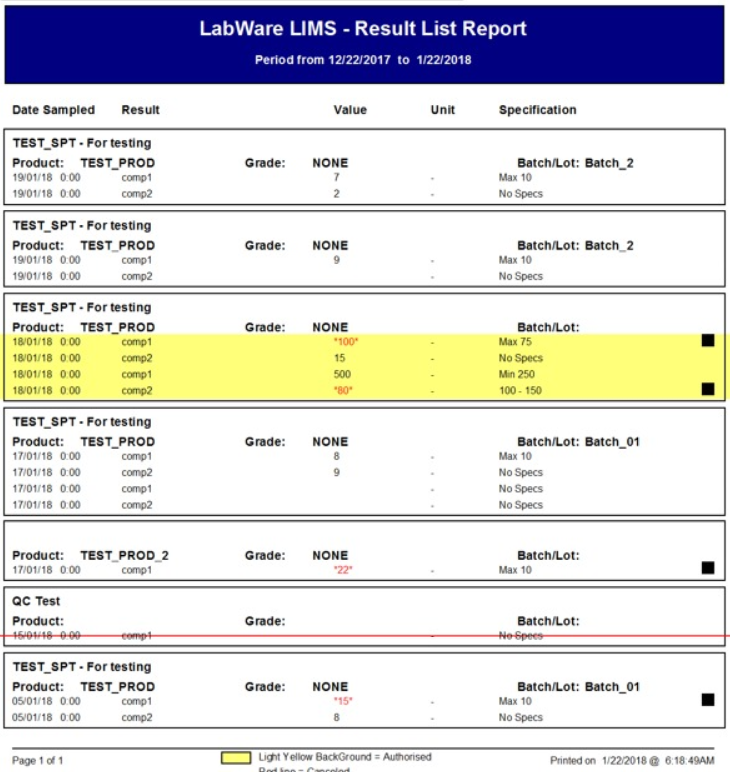 LabWare LIMS - Result List Report
Period from 12/22/2017 to 1/22/2018
Date Sampled Result Value Unit Specification
TEST_SPT - For testing
Product: TEST_PROD Grade: NONE Batch/Lot: Batch_2
19/01/18 0:00 comp1 7 - Max 10
19/01/18 0:00 comp2 2 - No Specs
TEST_SPT - For testing
Product: TEST_PROD Grade: NONE Batch/Lot: Batch_2
19/01/18 0:00 comp1 9 - Max 10
19/01/18 0:00 comp2 - No Specs
TEST_SPT - For testing
Product: TEST_PROD Grade: NONE Batch/Lot:
18/01/18 0:00 comp1 *100* - Max 75
18/01/18 0:00 comp2 15 - No Specs
18/01/18 0:00 comp1 500 - Min 250
18/01/18 0:00 comp2 *80* - 100 - 150
TEST_SPT - For testing
Product: TEST_PROD Grade: NONE Batch/Lot: Batch_01
17/01/18 0:00 comp1 8 - Max 10
17/01/18 0:00 comp2 9 - No Specs
17/01/18 0:00 comp1 - No Specs
17/01/18 0:00 comp2 - No Specs
Product: TEST_PROD_2 Grade: NONE Batch/Lot:
17/01/18 0:00 comp1 *22* - Max 10
QC Test
Product: Grade: Batch/Lot:
15/01/18 0:00 comp1 - No Specs
TEST_SPT - For testing
Product: TEST_PROD Grade: NONE Batch/Lot: Batch_01
05/01/18 0:00 comp1 *15* - Max 10
05/01/18 0:00 comp2 8 - No Specs
Page 1 of 1 Light Yellow BackGround = Authorised Printed on 1/22/2018 @ 6:18:49AM
Red line = Canceled